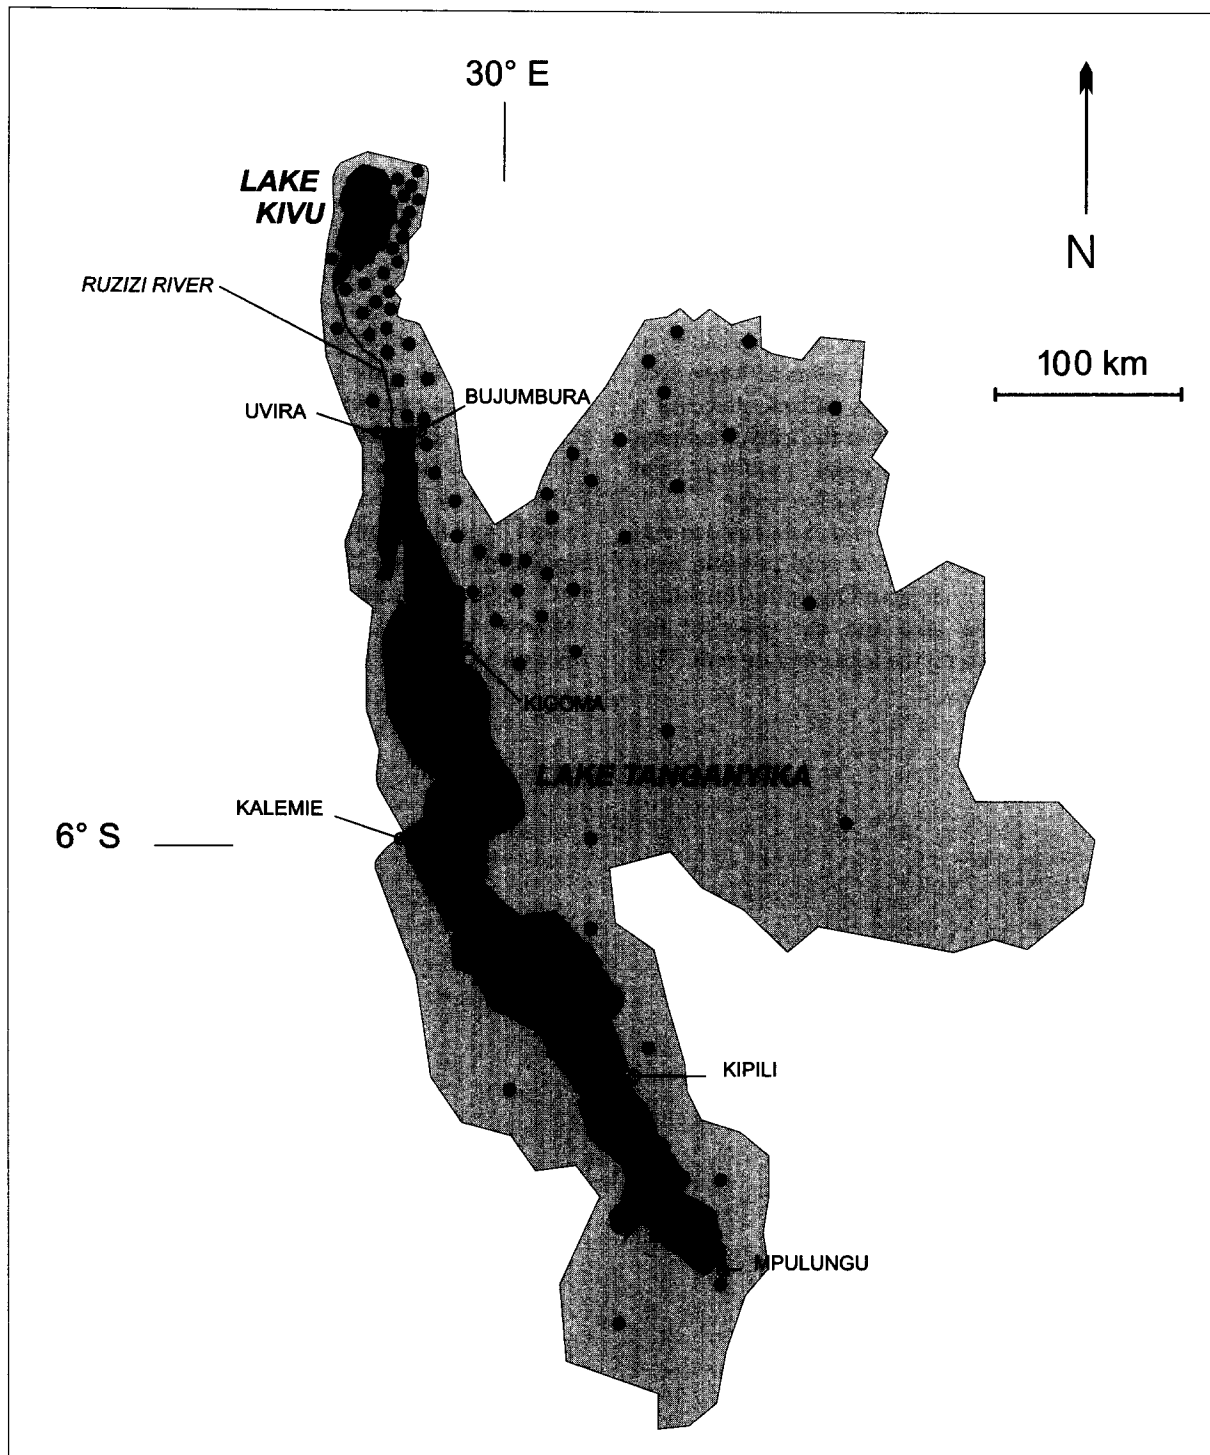 30° E
LAKE
KIVU
N
RUZIZI RIVER
100 km
BUJUMBURA
UVIRA
KIGOMA
LAKE TANGANYIKA
KALEMIE
6° S
KIPILI
MPULUNGU